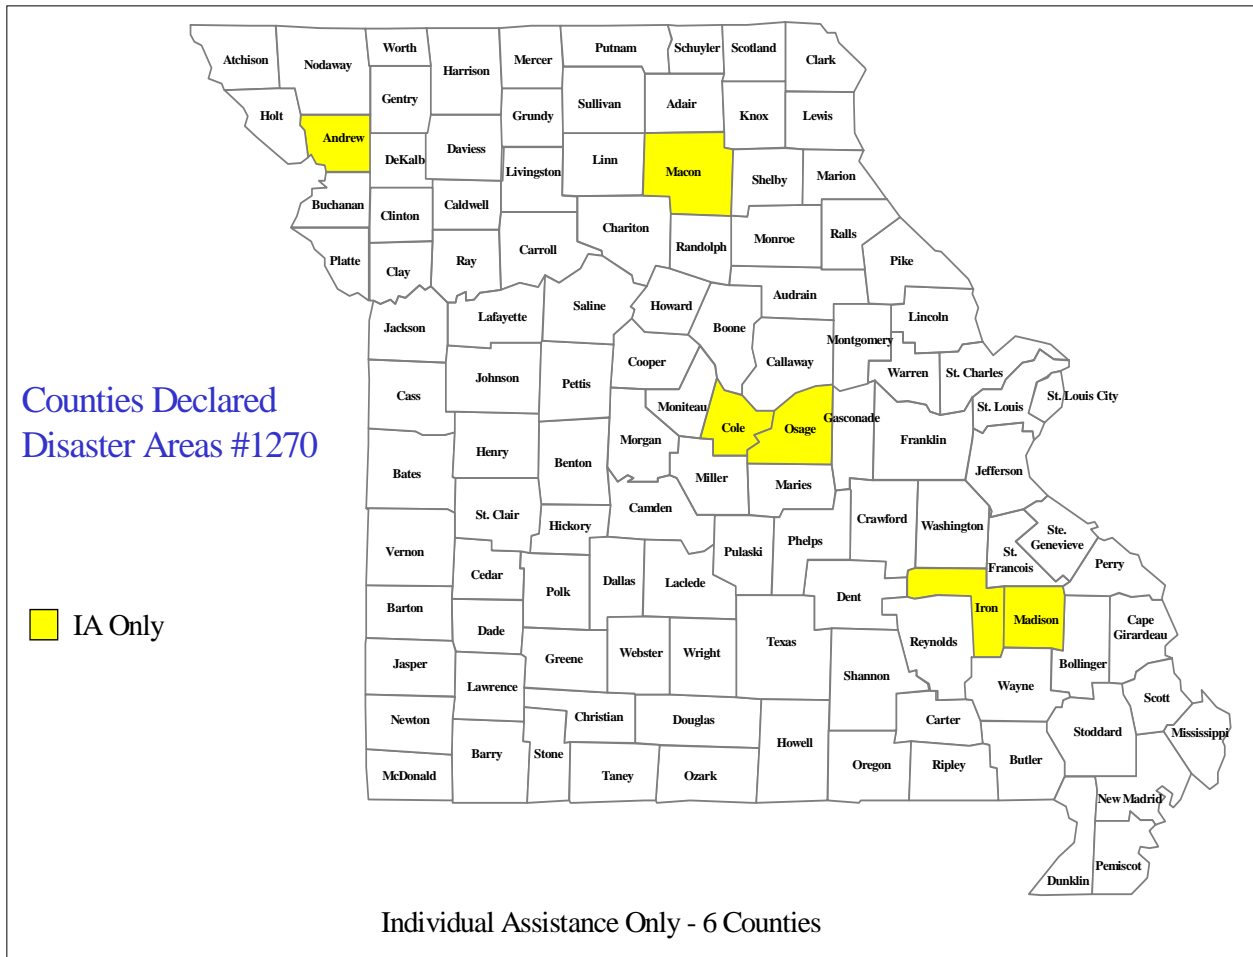 Worth
Putnam
Schuyler
Scotland
Atchison
Nodaway
Harrison
Mercer
Clark
Gentry
Sullivan
Adair
Holt
Grundy
Knox
Lewis
Andrew
Daviess
DeKalb
Livingston
Linn
Macon
Shelby
Marion
Buchanan
Clinton
Caldwell
Chariton
Randolph
Monroe
Ralls
Platte
Clay
Ray
Carroll
Pike
Saline
Howard
Audrain
Jackson
Lafayette
Boone
Lincoln
Montgomery
Cooper
Callaway
Johnson
Pettis
Warren
St. Charles
Cass
Moniteau
St. Louis
St. Louis City
Counties Declared
Disaster Areas #1270
Morgan
Cole
Osage
Gasconade
Franklin
Henry
Benton
Bates
Miller
Maries
Jefferson
St. Clair
Hickory
Camden
Crawford
Washington
Vernon
Pulaski
Phelps
St.
Francois
Ste.
Genevieve
Cedar
Polk
Dallas
Laclede
Perry
Barton
Dent
Iron
Madison
IA Only
Dade
Texas
Reynolds
Cape
Girardeau
Jasper
Greene
Webster
Wright
Bollinger
Lawrence
Shannon
Wayne
Newton
Christian
Douglas
Carter
Scott
Barry
Stone
Howell
Stoddard
Mississippi
McDonald
Taney
Ozark
Oregon
Ripley
Butler
New Madrid
Dunklin
Pemiscot
Individual Assistance Only - 6 Counties